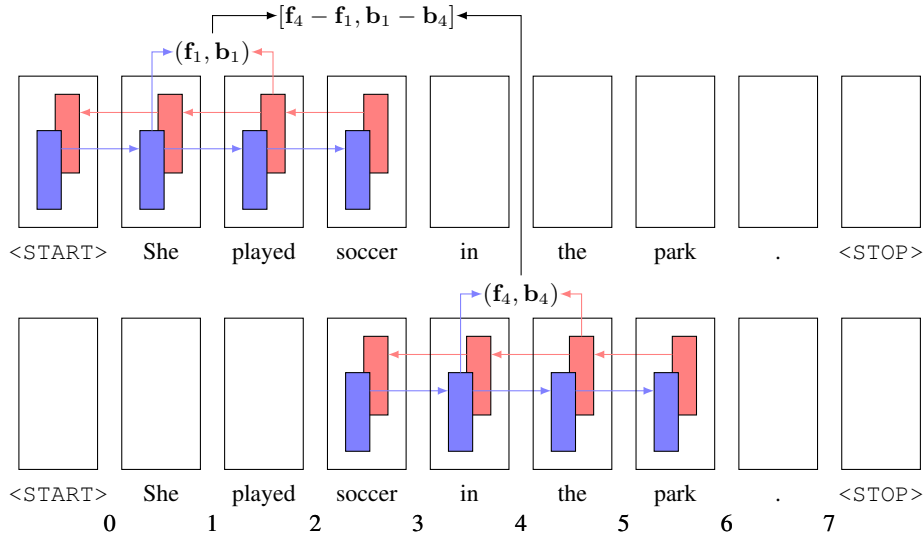 [f₄ − f₁, b₁ − b₄]
(f₁, b₁)
<START> She played soccer in the park . <STOP>
(f₄, b₄)
<START> She played soccer in the park . <STOP>
0 1 2 3 4 5 6 7